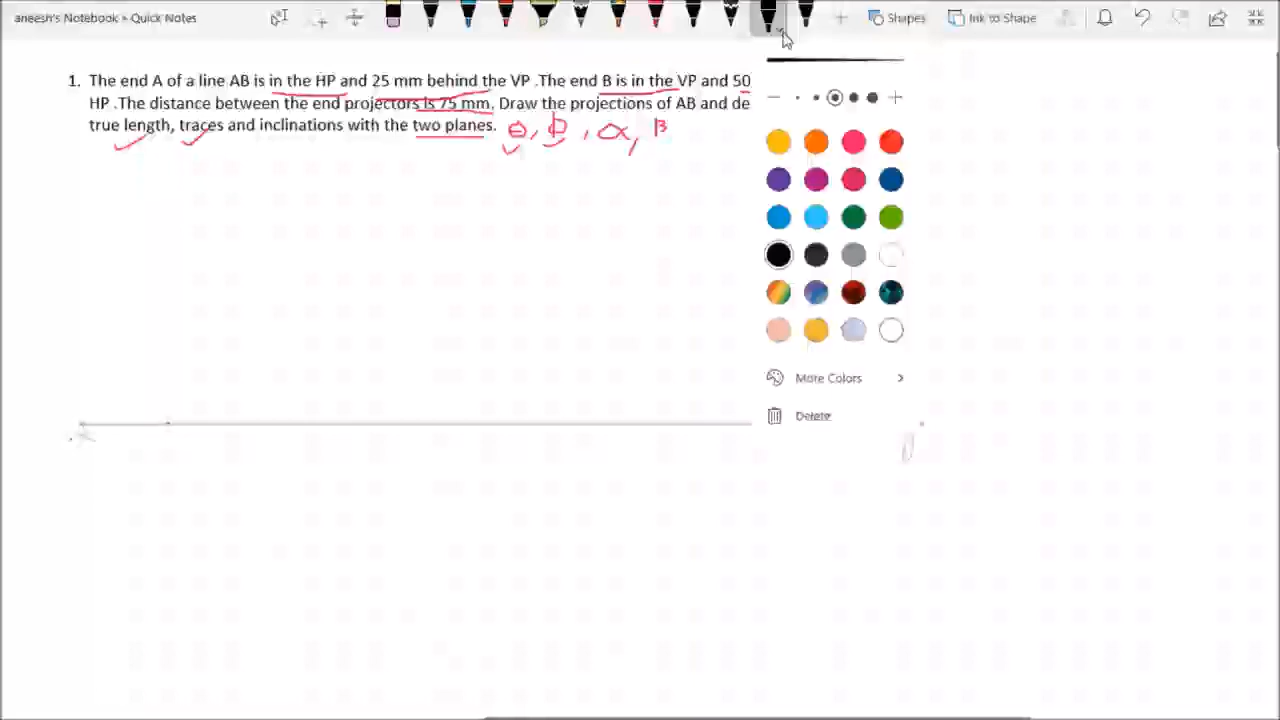 aneesh's Notebook » Quick Notes
Shapes
Ink to Shape
1. The end A of a line AB is in the HP and 25 mm behind the VP .The end B is in the VP and 50
HP .The distance between the end projectors is 75 mm. Draw the projections of AB and de
true length, traces and inclinations with the two planes.
θ, Φ , α, β
More Colors
Delete
x